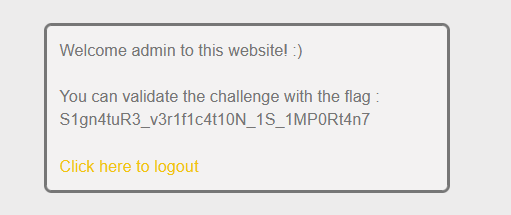 Welcome admin to this website! :)
You can validate the challenge with the flag :
S1gn4tuR3_v3r1f1c4t10N_1S_1MP0Rt4n7
Click here to logout